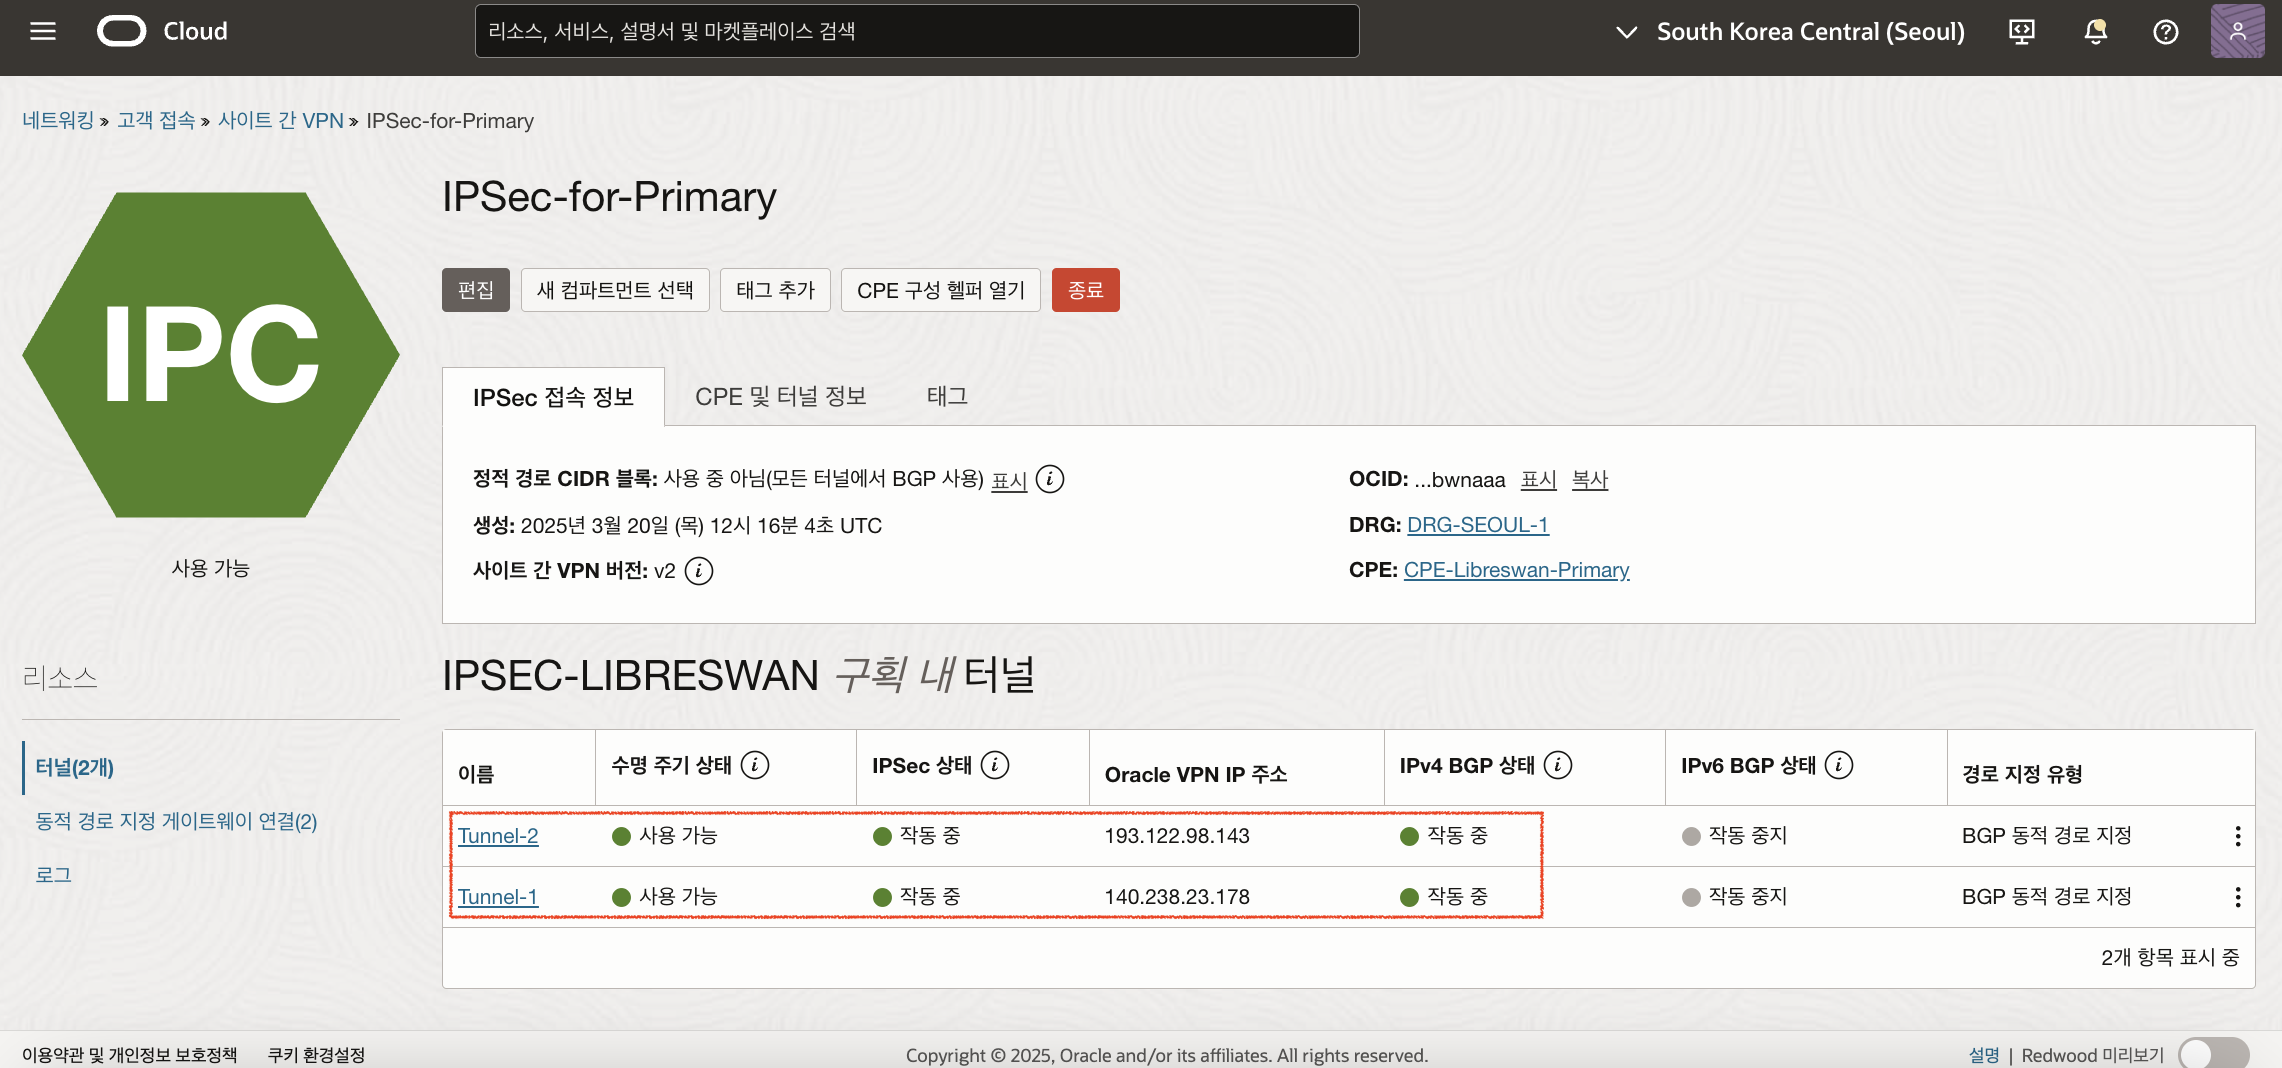 Cloud
리소스, 서비스, 설명서 및 마켓플레이스 검색
South Korea Central (Seoul)
네트워킹 » 고객 접속 » 사이트 간 VPN » IPSec-for-Primary
IPC
사용 가능
IPSec-for-Primary
편집 새 컴파트먼트 선택 태그 추가 CPE 구성 헬퍼 열기 종료
IPSec 접속 정보 CPE 및 터널 정보 태그
정적 경로 CIDR 블록: 사용 중 아님(모든 터널에서 BGP 사용) 표시
생성: 2025년 3월 20일 (목) 12시 16분 4초 UTC
사이트 간 VPN 버전: v2
OCID: ...bwnaaa 표시 복사
DRG: DRG-SEOUL-1
CPE: CPE-Libreswan-Primary
리소스
터널(2개)
동적 경로 지정 게이트웨이 연결(2)
로그
IPSEC-LIBRESWAN 구획 내 터널
이름 수명 주기 상태 IPSec 상태 Oracle VPN IP 주소 IPv4 BGP 상태 IPv6 BGP 상태 경로 지정 유형
Tunnel-2 사용 가능 작동 중 193.122.98.143 작동 중 작동 중지 BGP 동적 경로 지정
Tunnel-1 사용 가능 작동 중 140.238.23.178 작동 중 작동 중지 BGP 동적 경로 지정
2개 항목 표시 중
이용약관 및 개인정보 보호정책 쿠키 환경설정
Copyright © 2025, Oracle and/or its affiliates. All rights reserved.
설명 | Redwood 미리보기